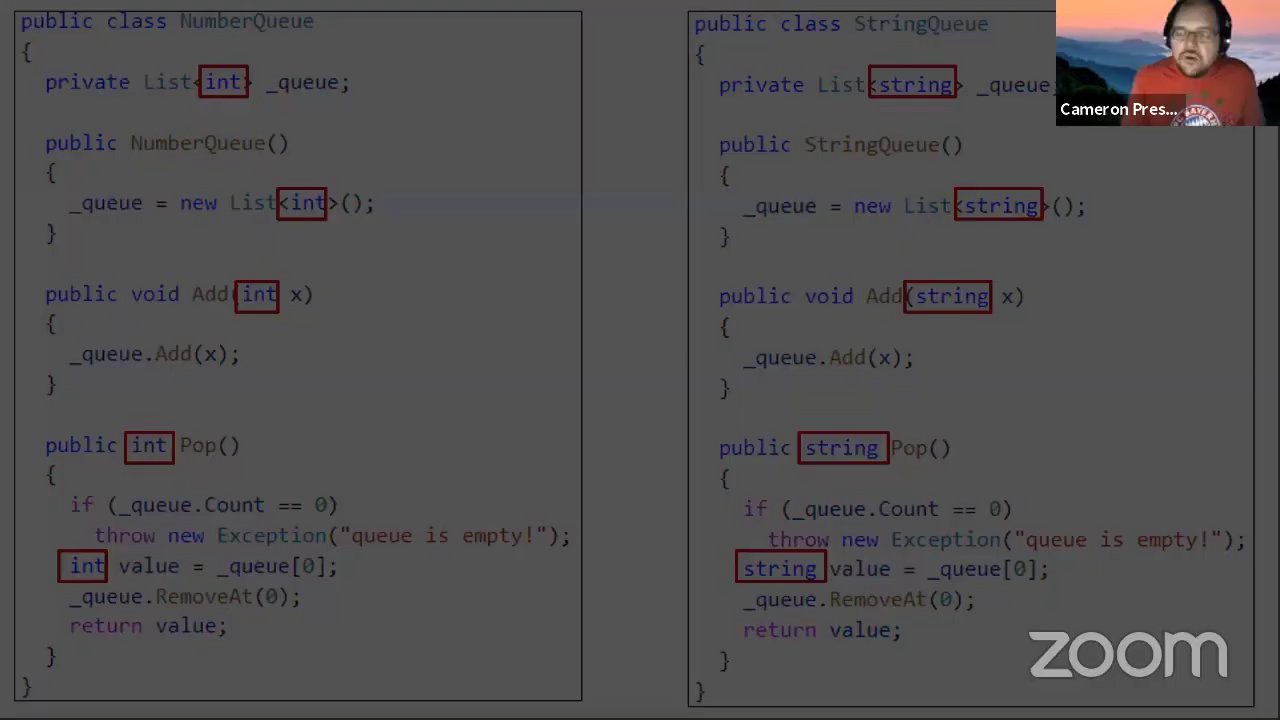 public class NumberQueue
{
private List<int> _queue;
public NumberQueue()
{
_queue = new List<int>();
}
public void Add(int x)
{
_queue.Add(x);
}
public int Pop()
{
if (_queue.Count == 0)
throw new Exception("queue is empty!");
int value = _queue[0];
_queue.RemoveAt(0);
return value;
}
}
public class StringQueue
{
private List<string> _queue;
public StringQueue()
{
_queue = new List<string>();
}
public void Add(string x)
{
_queue.Add(x);
}
public string Pop()
{
if (_queue.Count == 0)
throw new Exception("queue is empty!");
string value = _queue[0];
_queue.RemoveAt(0);
return value;
}
}
Cameron Pres...
BAYERN
zoom